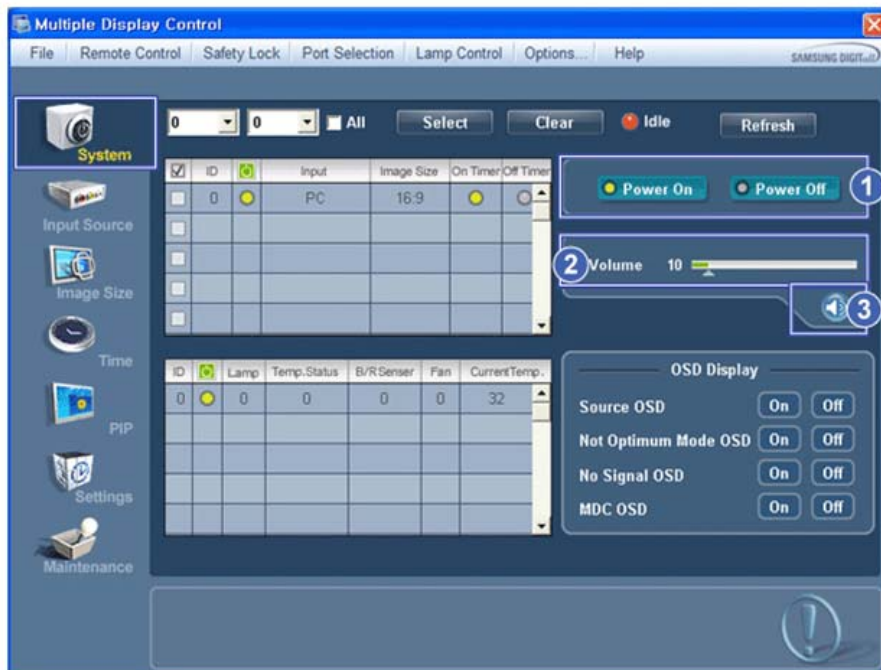 Multiple Display Control
File Remote Control Safety Lock Port Selection Lamp Control Options... Help
SAMSUNG DIGITall
System
Input Source
Image Size
Time
PIP
Settings
Maintenance
0 0 All Select Clear Idle Refresh
ID Input Image Size On Timer Off Timer
0 PC 16:9
Power On Power Off 1
2 Volume 10
3
ID Lamp Temp.Status B/R Senser Fan CurrentTemp.
0 0 0 0 0 32
OSD Display
Source OSD On Off
Not Optimum Mode OSD On Off
No Signal OSD On Off
MDC OSD On Off